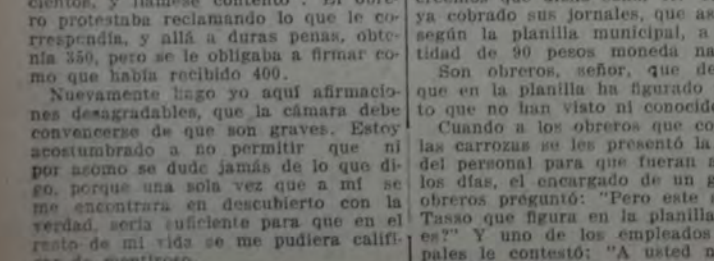 cientos, y llámese contento". El obre-
ro protestaba reclamando lo que le co-
rrespondía, y allá a duras penas, obte-
nía 350, pero se le obligaba a firmar co-
mo que había recibido 400.
Nuevamente hago yo aquí afirmacio-
nes desagradables, que la cámara debe
convencerse de que son graves. Estoy
acostumbrado a no permitir que ni
por asomo se dude jamás de lo que di-
go, porque una sola vez que a mí se
me encontrara en descubierto con la
verdad, sería suficiente para que en el
resto de mi vida se me pudiera califi-
ya cobrado sus jornales, que as
según la planilla municipal, a
tidad de 90 pesos moneda na
Son obreros, señor, que de
que en la planilla ha figurado
to que no han visto ni conocido
Cuando a los obreros que co
las carrozas se les presentó la
del personal para que fueran a
los días, el encargado de un g
obreros preguntó: "Pero este
Tasso que figura en la planilla
es?" Y uno de los empleados
pales le contestó: "A usted n